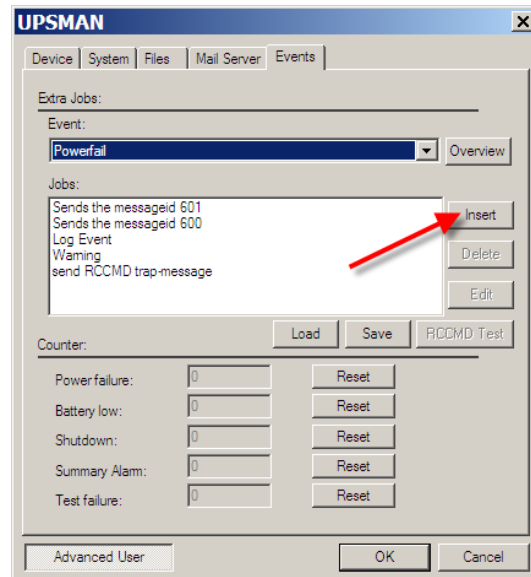 UPSMAN
Device System Files Mail Server Events
Extra Jobs:
Event:
Powerfail Overview
Jobs:
Sends the messageid 601
Sends the messageid 600
Log Event
Warning
send RCCMD trap-message
Insert
Delete
Edit
Load Save RCCMD Test
Counter:
Power failure: 0 Reset
Battery low: 0 Reset
Shutdown: 0 Reset
Summary Alarm: 0 Reset
Test failure: 0 Reset
Advanced User OK Cancel